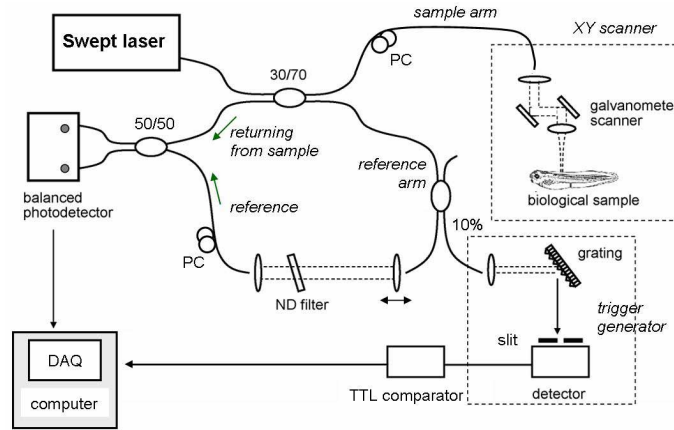 sample arm
XY scanner
Swept laser
PC
30/70
galvanomete
scanner
50/50
returning
from sample
reference
arm
biological sample
balanced
photodetector
reference
10%
PC
grating
ND filter
trigger
generator
slit
DAQ
computer
TTL comparator
detector